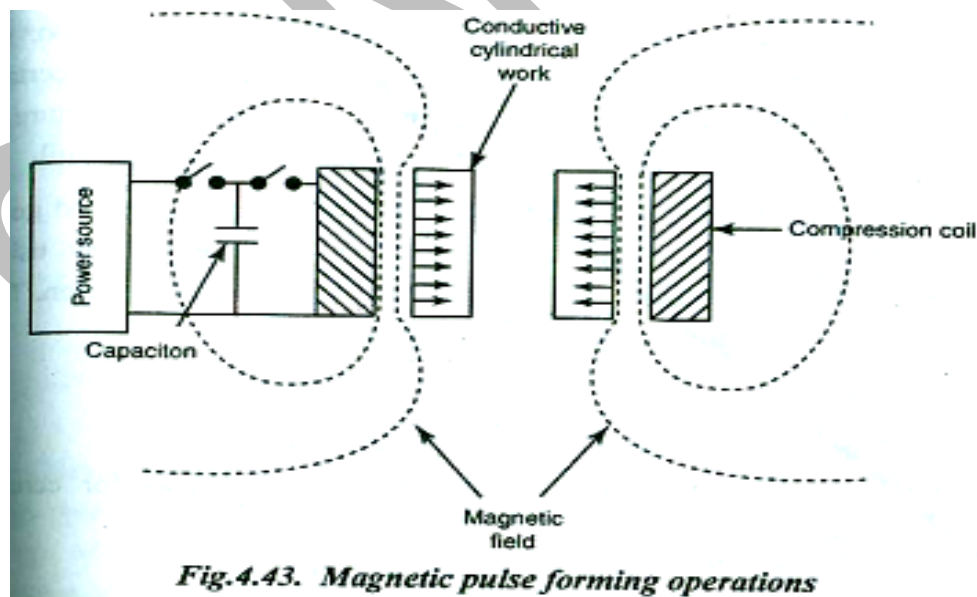 Conductive
cylindrical
work
Power source
Compression coil
Capaciton
Magnetic
field
Fig.4.43. Magnetic pulse forming operations